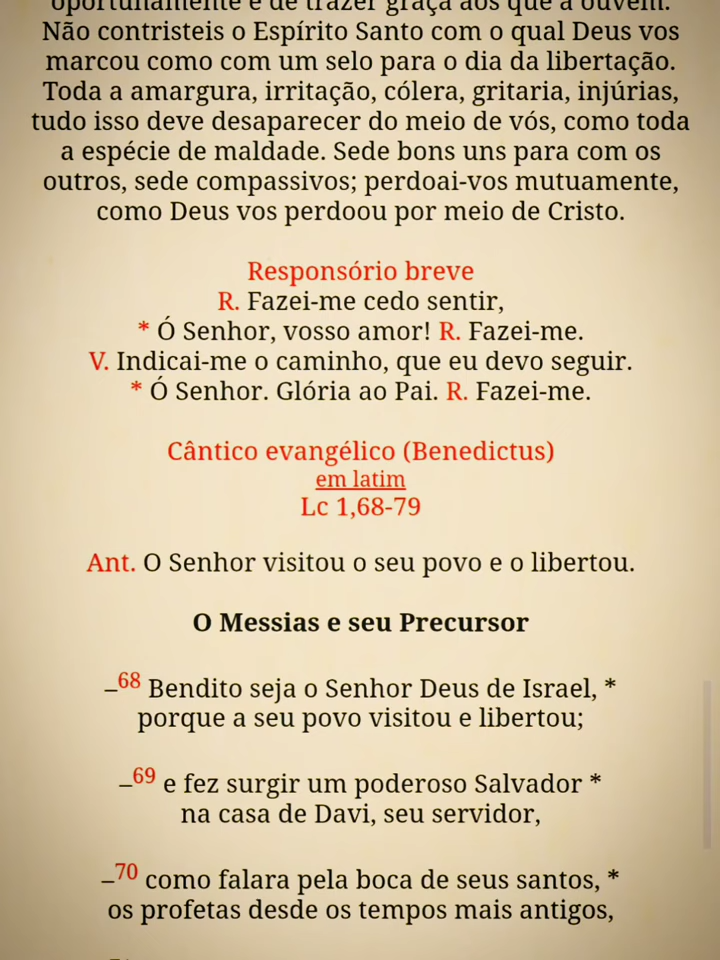 oportunamente e de trazer graça aos que a ouvem.
Não contristeis o Espírito Santo com o qual Deus vos
marcou como com um selo para o dia da libertação.
Toda a amargura, irritação, cólera, gritaria, injúrias,
tudo isso deve desaparecer do meio de vós, como toda
a espécie de maldade. Sede bons uns para com os
outros, sede compassivos; perdoai-vos mutuamente,
como Deus vos perdoou por meio de Cristo.
Responsório breve
R. Fazei-me cedo sentir,
* Ó Senhor, vosso amor! R. Fazei-me.
V. Indicai-me o caminho, que eu devo seguir.
* Ó Senhor. Glória ao Pai. R. Fazei-me.
Cântico evangélico (Benedictus)
em latim
Lc 1,68-79
Ant. O Senhor visitou o seu povo e o libertou.
O Messias e seu Precursor
–68 Bendito seja o Senhor Deus de Israel, *
porque a seu povo visitou e libertou;
–69 e fez surgir um poderoso Salvador *
na casa de Davi, seu servidor,
–70 como falara pela boca de seus santos, *
os profetas desde os tempos mais antigos,